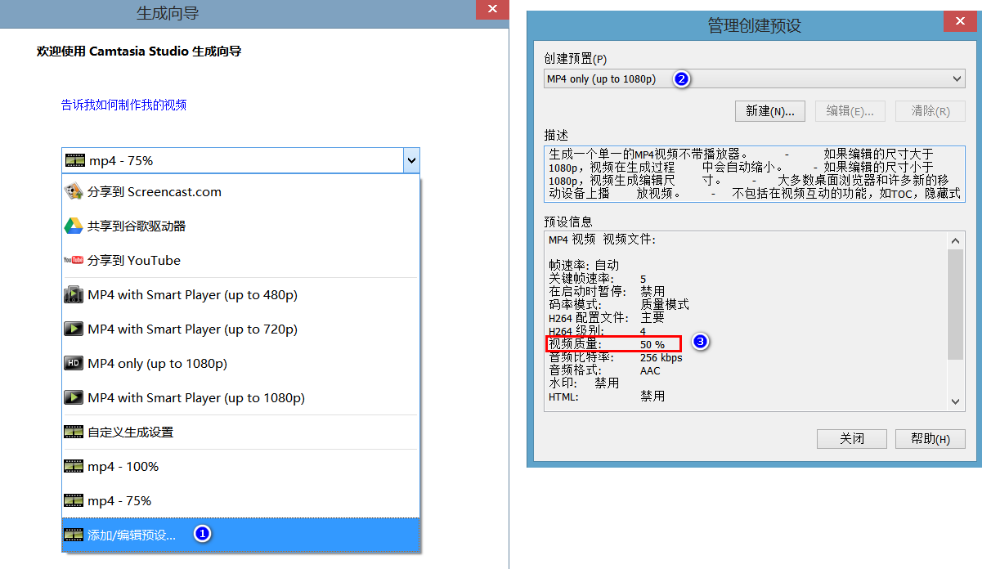 生成向导
欢迎使用 Camtasia Studio 生成向导
告诉我如何制作我的视频
mp4 - 75%
分享到 Screencast.com
共享到谷歌驱动器
You Tube 分享到 YouTube
MP4 with Smart Player (up to 480p)
MP4 with Smart Player (up to 720p)
HD MP4 only (up to 1080p)
MP4 with Smart Player (up to 1080p)
自定义生成设置
mp4 - 100%
mp4 - 75%
添加/编辑预设... 1
管理创建预设
创建预置(P)
MP4 only (up to 1080p) 2
新建(N)... 编辑(E)... 清除(R)
描述
生成一个单一的MP4视频不带播放器。 - 如果编辑的尺寸大于
1080p，视频在生成过程 中会自动缩小。 - 如果编辑的尺寸小于
1080p，视频生成编辑尺 寸。 - 大多数桌面浏览器和许多新的移
动设备上播 放视频。 - 不包括在视频互动的功能，如TOC，隐藏式
预设信息
MP4 视频 视频文件:
帧速率: 自动
关键帧速率: 5
在启动时暂停: 禁用
码率模式: 质量模式
H264 配置文件: 主要
H264 级别: 4
视频质量: 50 % 3
音频比特率: 256 kbps
音频格式: AAC
水印: 禁用
HTML: 禁用
关闭 帮助(H)